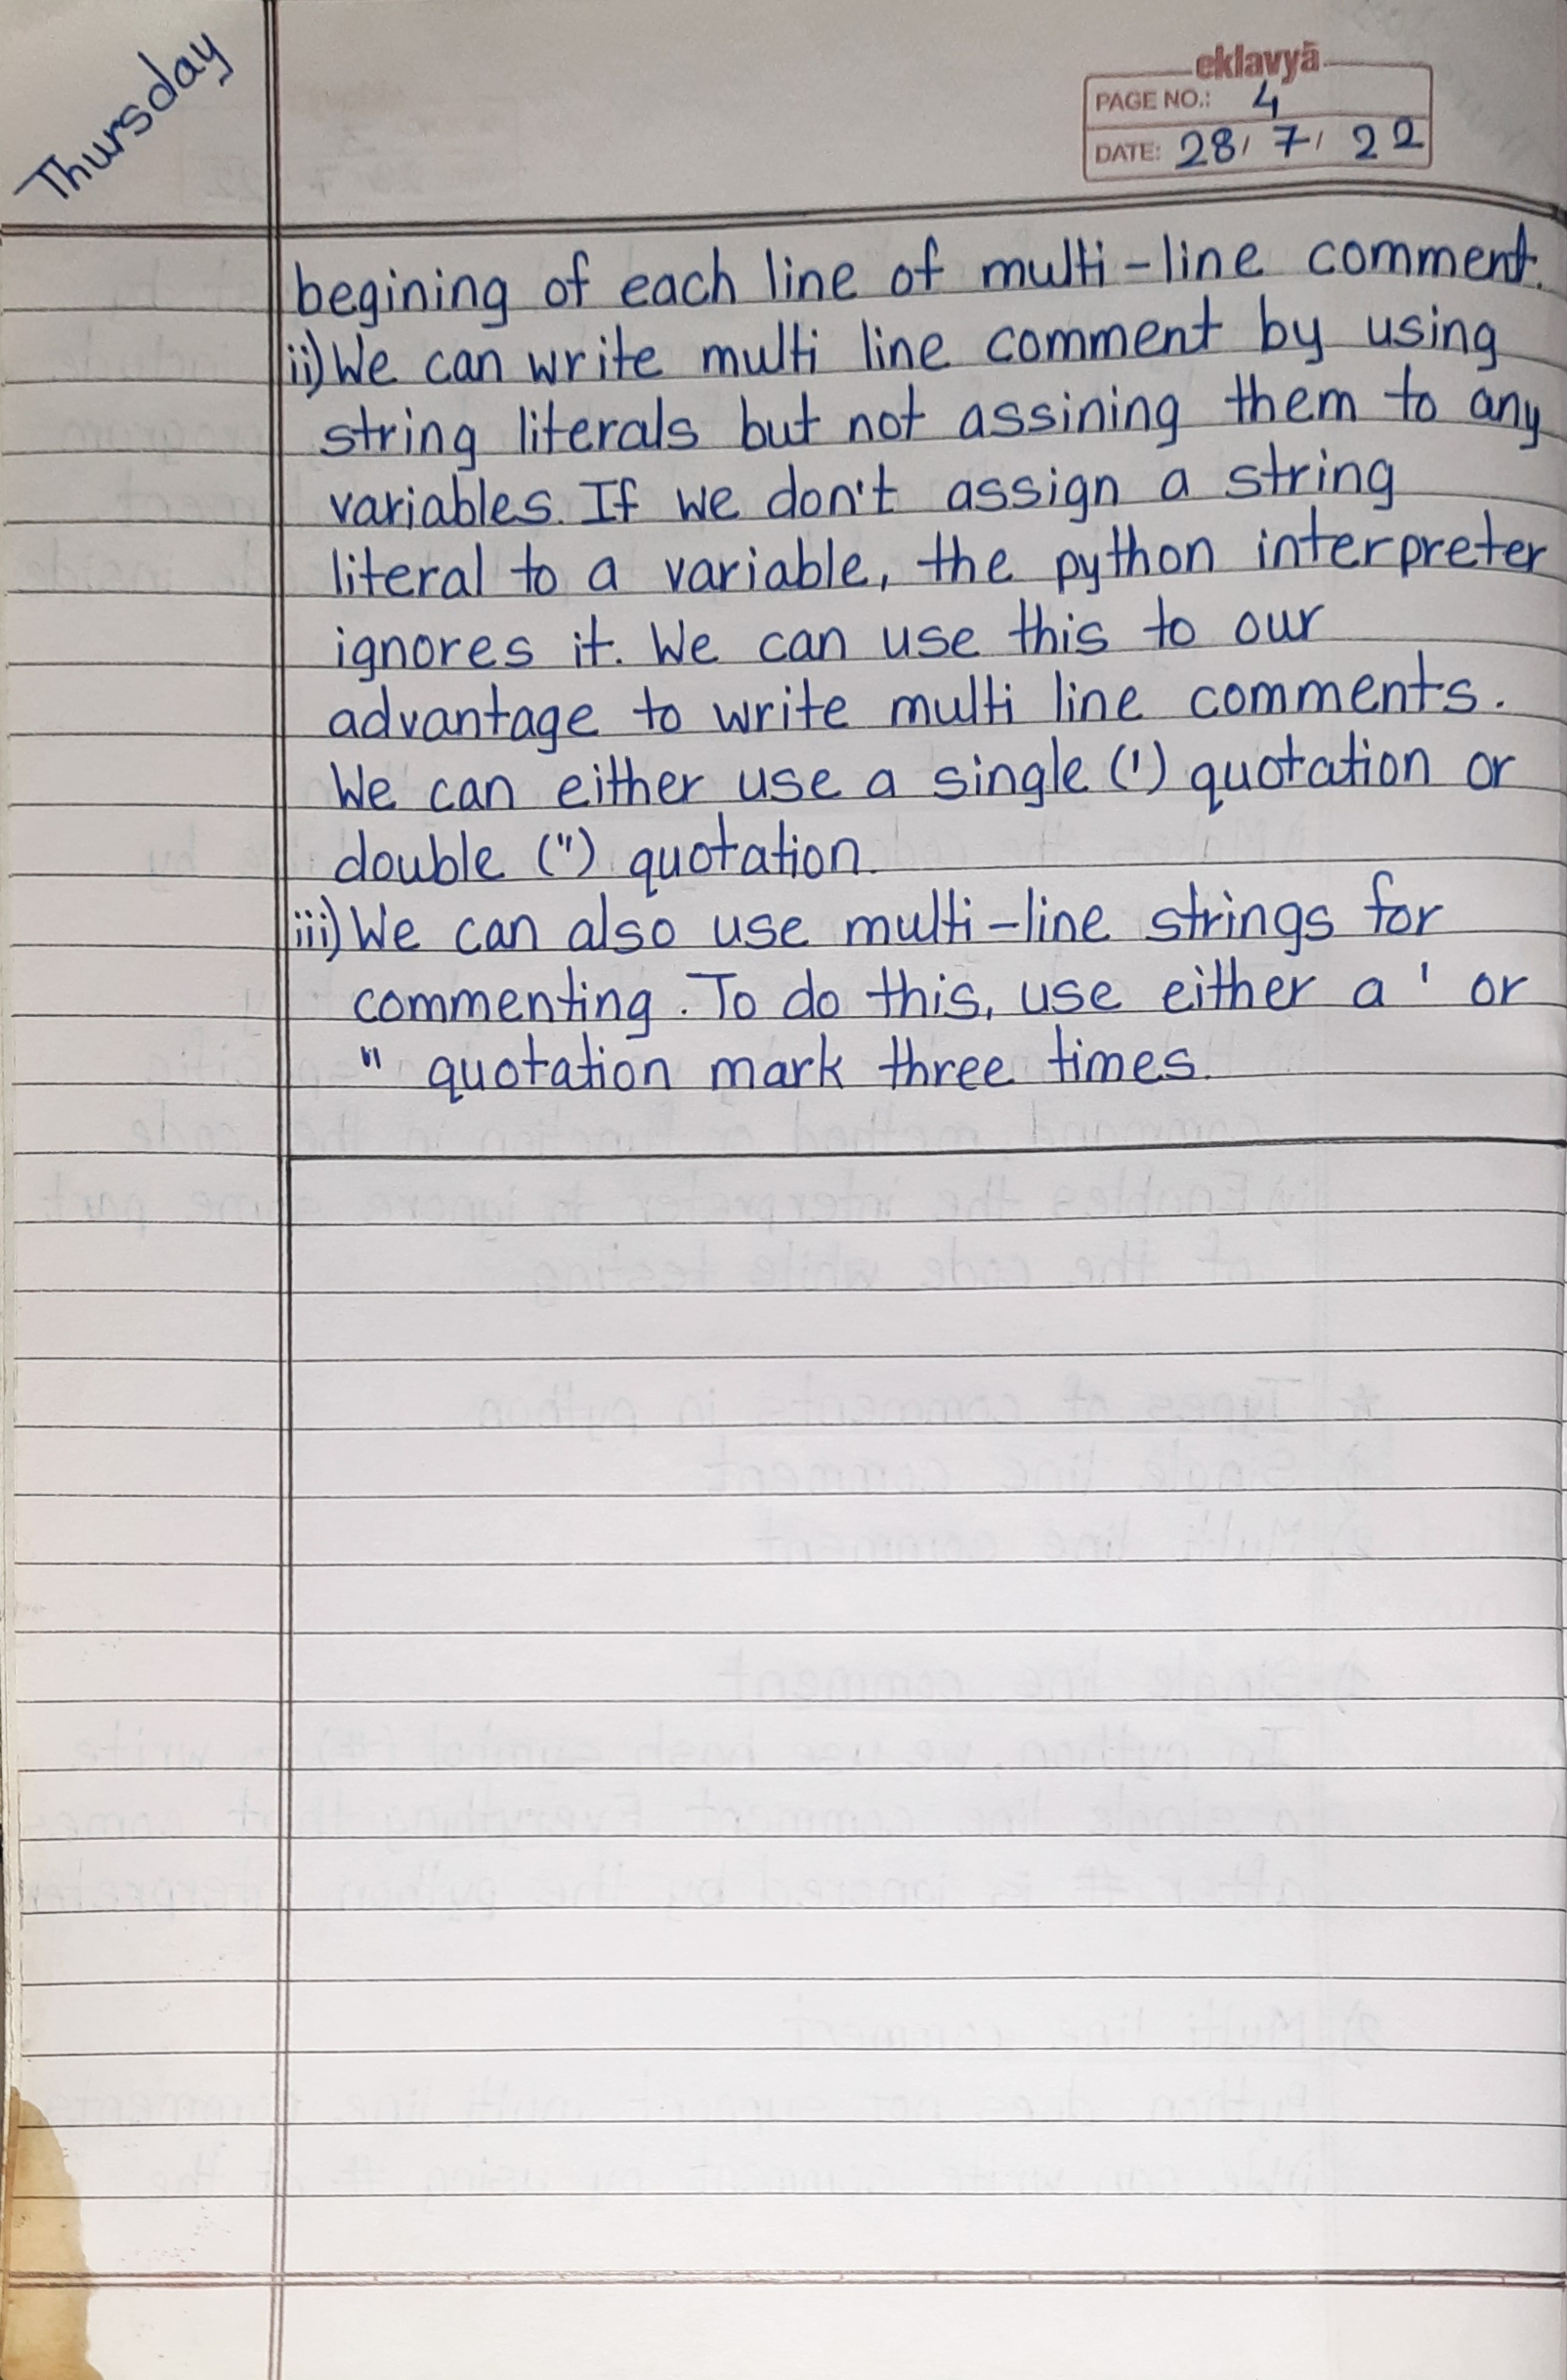 Thursday
eklavyā
PAGE NO.: 4
DATE: 28/ 7/ 22
begining of each line of multi-line comment.
ii) We can write multi line comment by using
string literals but not assining them to any
variables. If we don't assign a string
literal to a variable, the python interpreter
ignores it. We can use this to our
advantage to write multi line comments.
We can either use a single (') quotation or
double (") quotation.
iii) We can also use multi-line strings for
commenting. To do this, use either a ' or
" quotation mark three times.